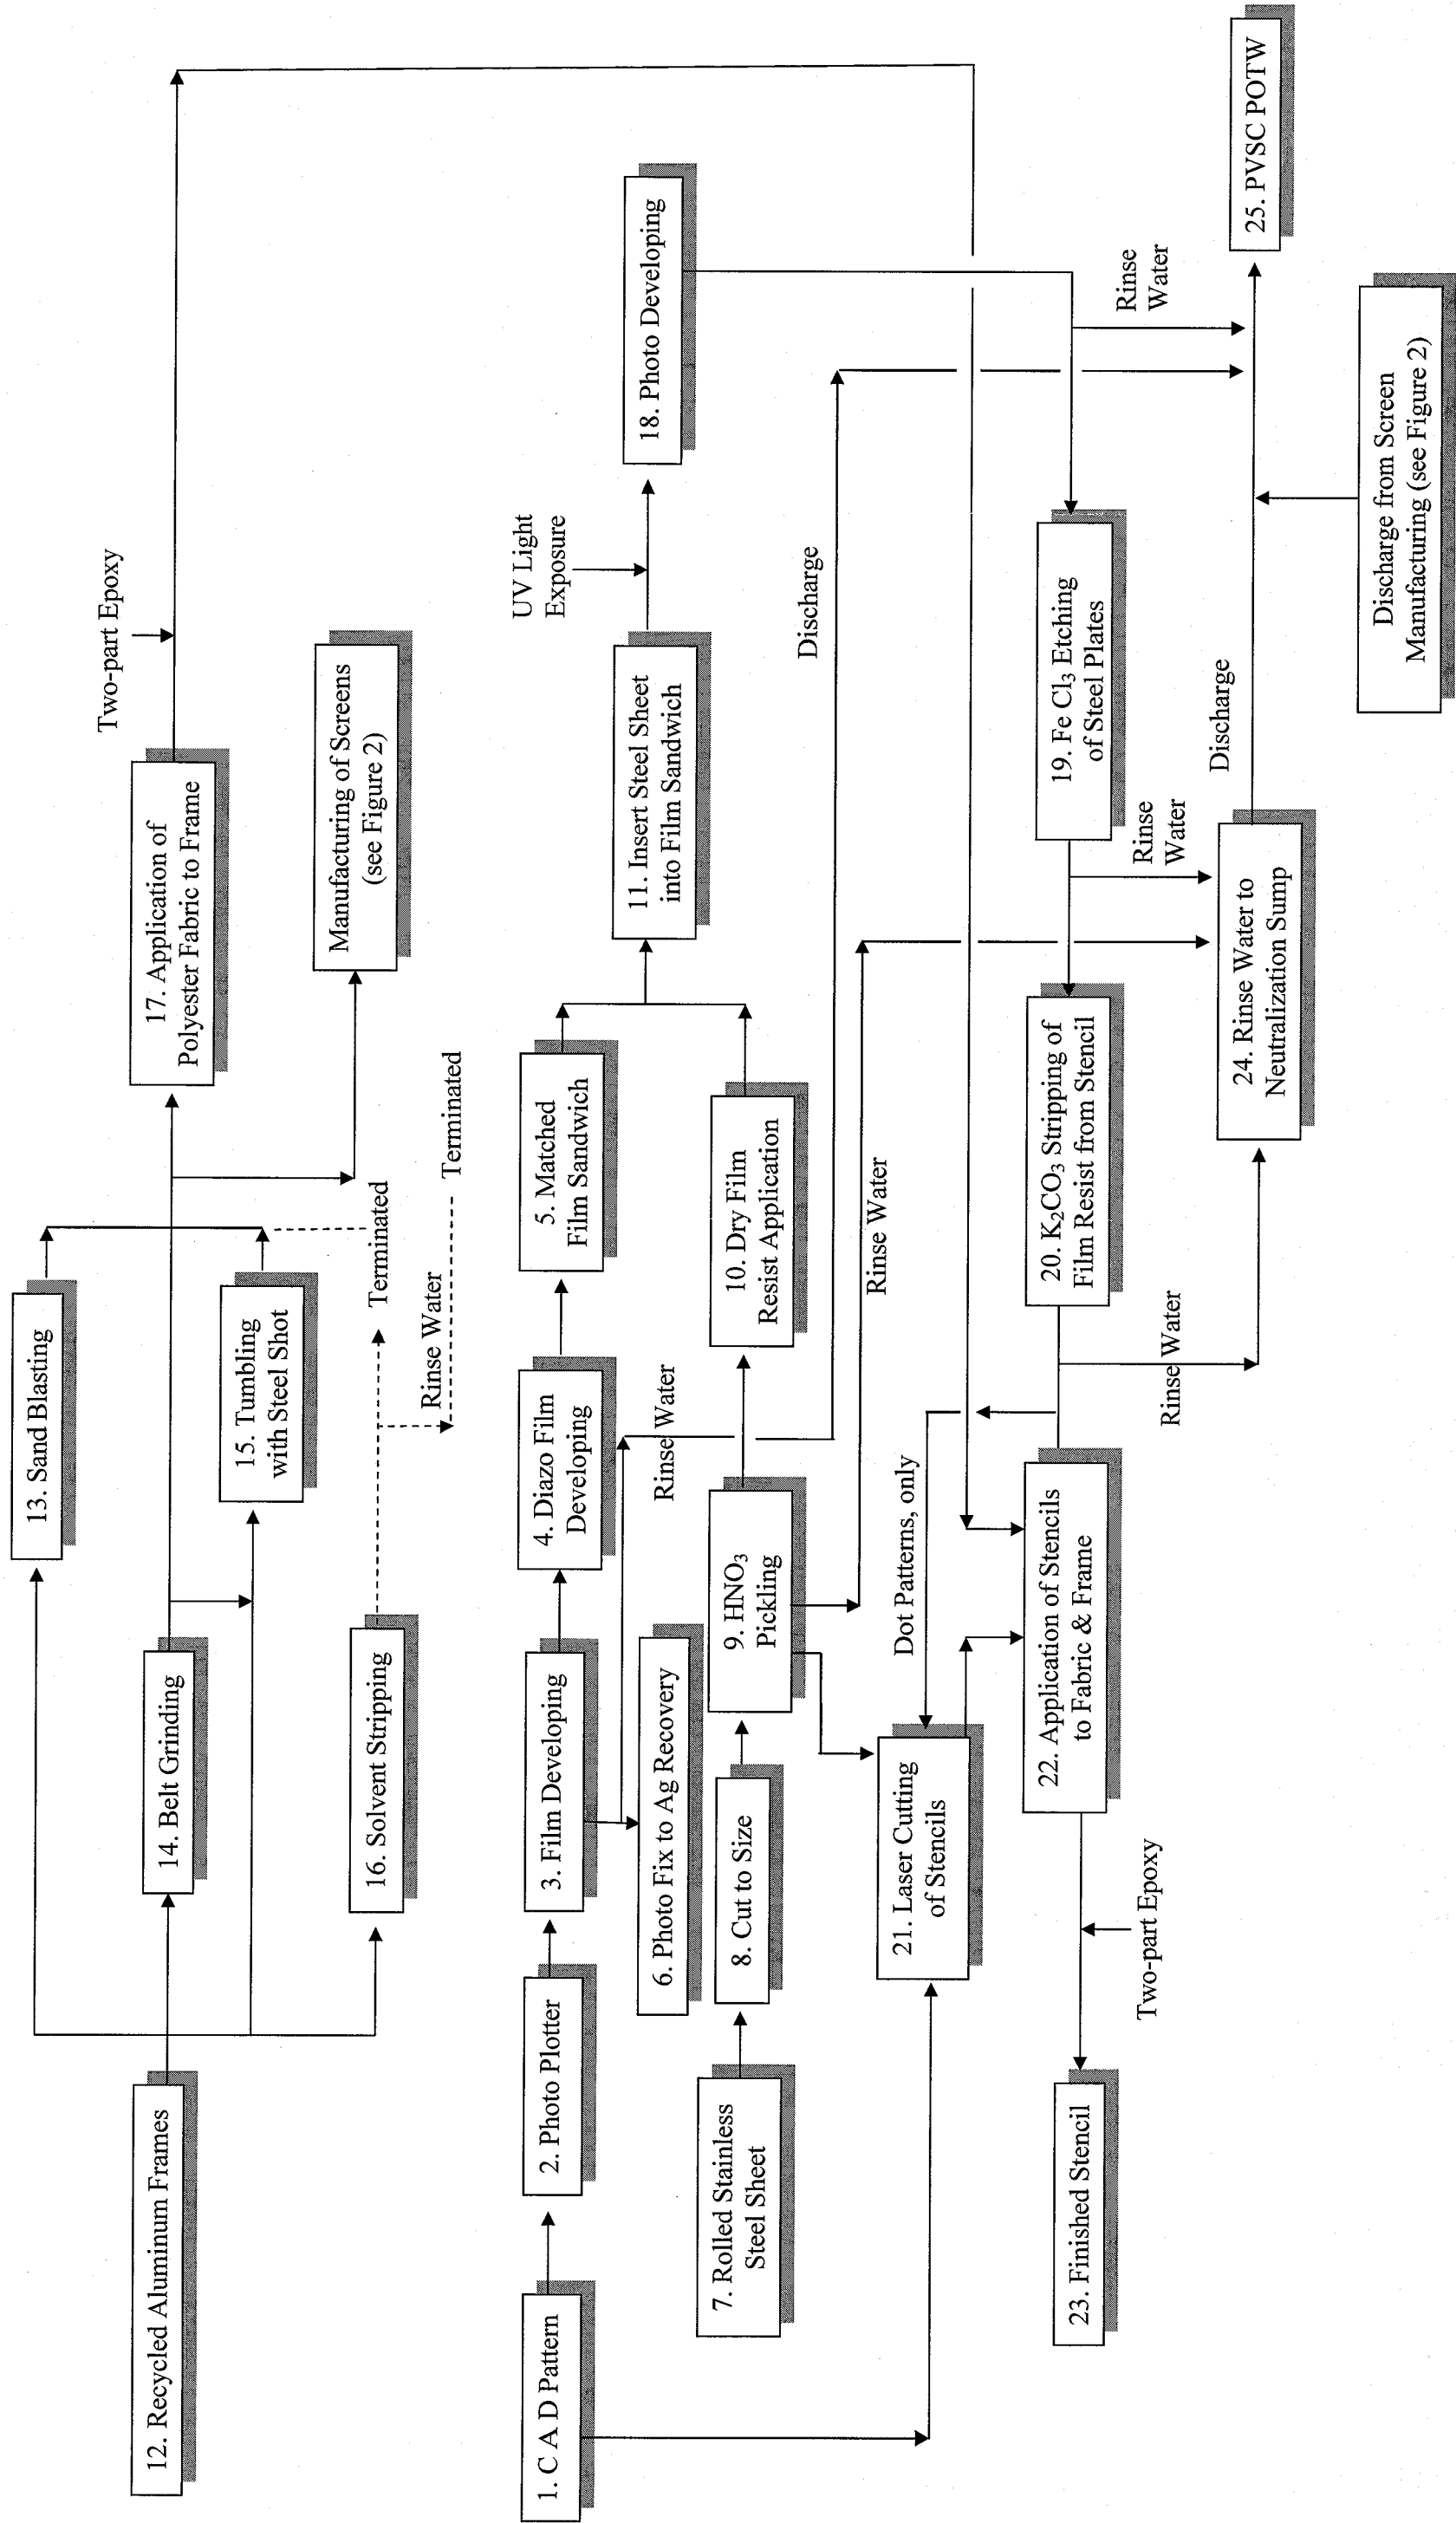 12. Recycled Aluminum Frames
13. Sand Blasting
14. Belt Grinding
15. Tumbling
with Steel Shot
16. Solvent Stripping
Terminated
Rinse Water
Terminated
17. Application of
Polyester Fabric to Frame
Two-part Epoxy
Manufacturing of Screens
(see Figure 2)
1. C A D Pattern
2. Photo Plotter
3. Film Developing
4. Diazo Film
Developing
5. Matched
Film Sandwich
6. Photo Fix to Ag Recovery
Rinse Water
7. Rolled Stainless
Steel Sheet
8. Cut to Size
9. HNO₃
Pickling
10. Dry Film
Resist Application
11. Insert Steel Sheet
into Film Sandwich
UV Light
Exposure
18. Photo Developing
Discharge
Rinse Water
Rinse
Water
21. Laser Cutting
of Stencils
Dot Patterns, only
19. Fe Cl₃ Etching
of Steel Plates
20. K₂CO₃ Stripping of
Film Resist from Stencil
Rinse
Water
22. Application of Stencils
to Fabric & Frame
Rinse Water
23. Finished Stencil
Two-part Epoxy
24. Rinse Water to
Neutralization Sump
Discharge
25. PVSC POTW
Discharge from Screen
Manufacturing (see Figure 2)